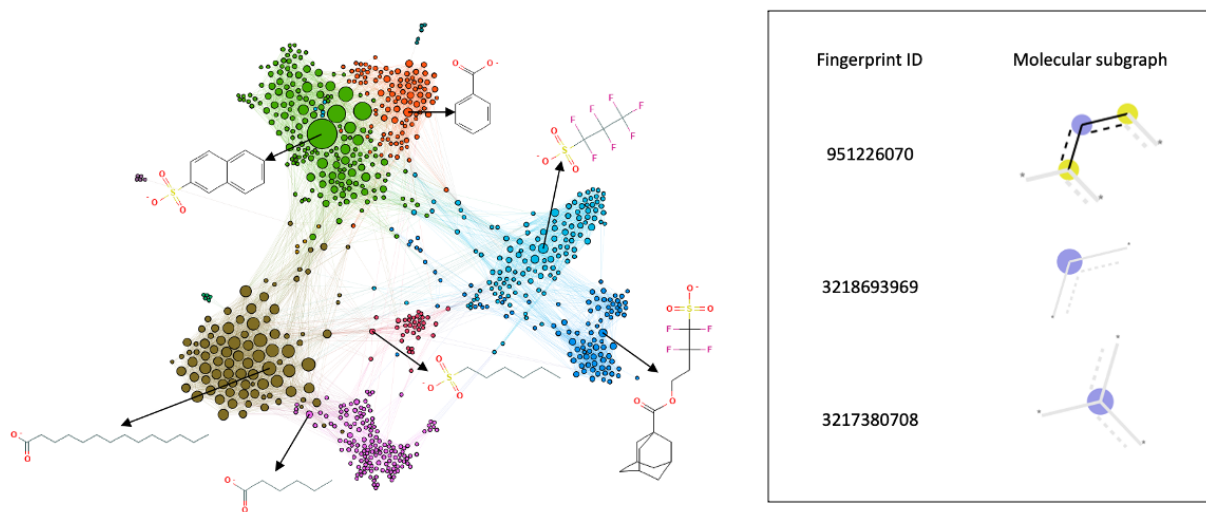 Fingerprint ID Molecular subgraph
951226070
3218693969
3217380708
O O-
F F F
F
O F F F F
S
O- O
O
S
O- O
O-
O S O
F F
F F
O
S
O- O
O
O
O-
O
O-
O